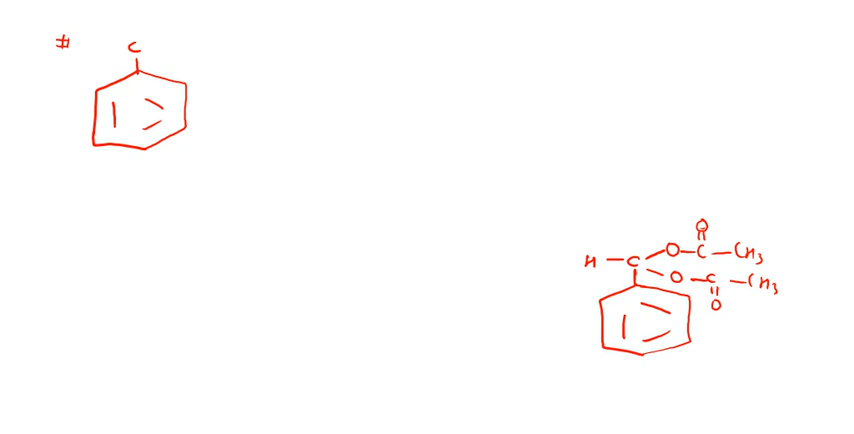 # C
O
H - C - O - C - CH3
O - C - CH3
O